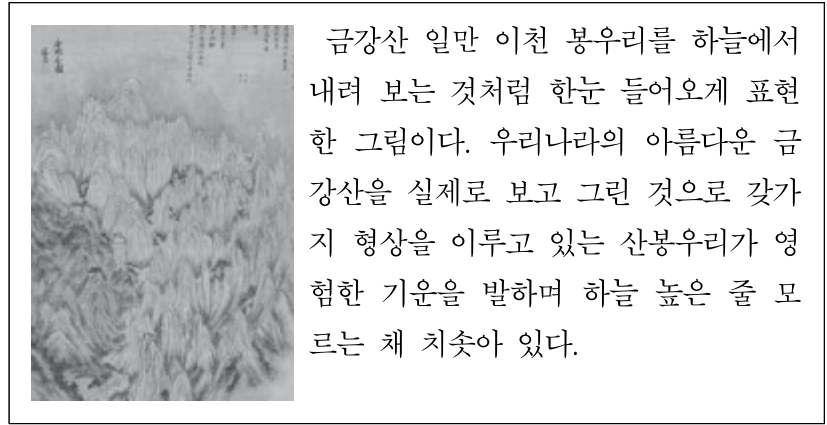 금강산 일만 이천 봉우리를 하늘에서
내려 보는 것처럼 한눈 들어오게 표현
한 그림이다. 우리나라의 아름다운 금
강산을 실제로 보고 그린 것으로 갖가
지 형상을 이루고 있는 산봉우리가 영
험한 기운을 발하며 하늘 높은 줄 모
르는 채 치솟아 있다.